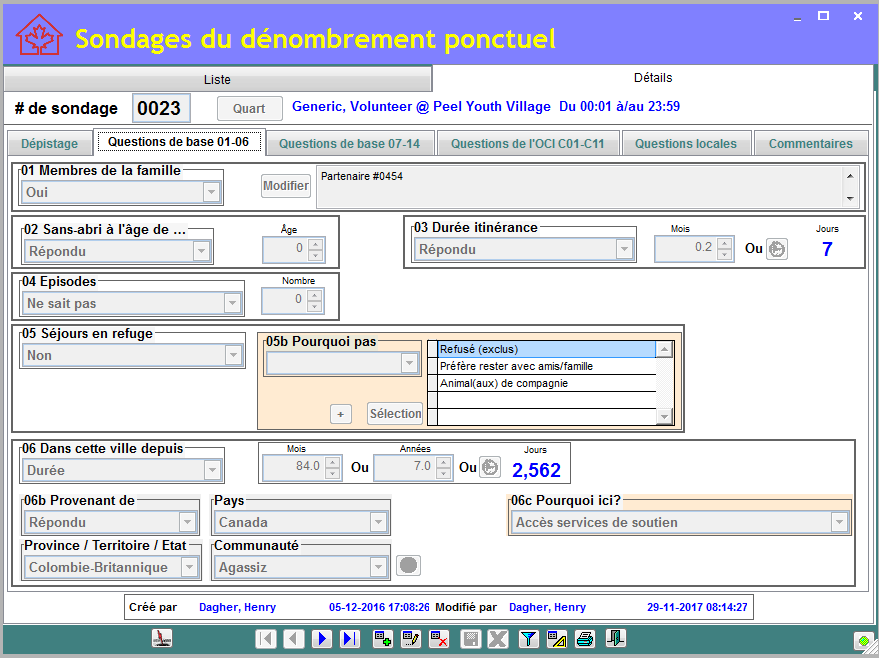 Sondages du dénombrement ponctuel
Liste
Détails
# de sondage 0023 Quart Generic, Volunteer @ Peel Youth Village Du 00:01 à/au 23:59
Dépistage
Questions de base 01-06
Questions de base 07-14
Questions de l'OCI C01-C11
Questions locales
Commentaires
01 Membres de la famille
Oui
Modifier
Partenaire #0454
02 Sans-abri à l'âge de ...
Répondu
Âge
0
03 Durée itinérance
Répondu
Mois
0.2
Ou
Jours
7
04 Episodes
Ne sait pas
Nombre
0
05 Séjours en refuge
Non
05b Pourquoi pas
+
Sélection
Refusé (exclus)
Préfère rester avec amis/famille
Animal(aux) de compagnie
06 Dans cette ville depuis
Durée
Mois
84.0
Ou
Années
7.0
Ou
Jours
2,562
06b Provenant de
Répondu
Pays
Canada
06c Pourquoi ici?
Accès services de soutien
Province / Territoire / Etat
Colombie-Britannique
Communauté
Agassiz
Créé par Dagher, Henry 05-12-2016 17:08:26 Modifié par Dagher, Henry 29-11-2017 08:14:27